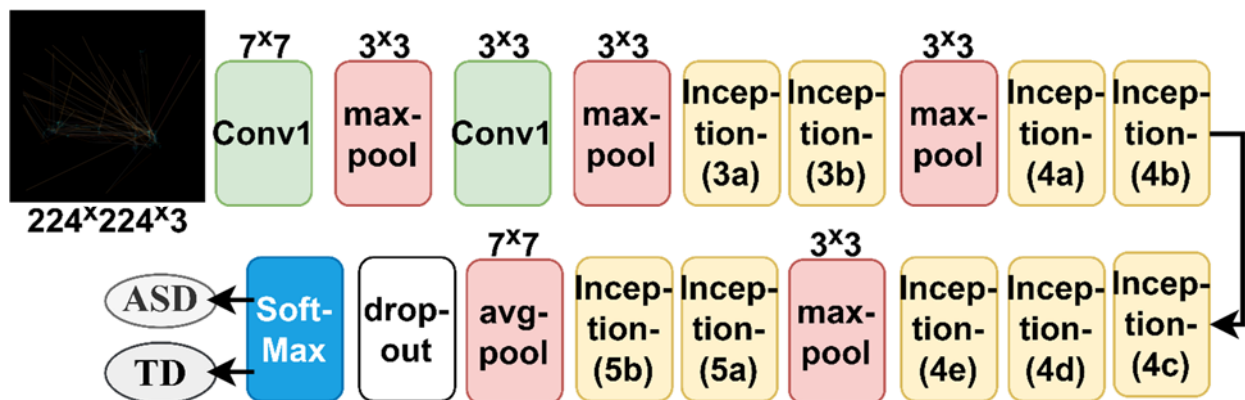 7x7
3x3
3x3
3x3
3x3
Conv1
max-
pool
Conv1
max-
pool
Incep-
tion-
(3a)
Incep-
tion-
(3b)
max-
pool
Incep-
tion-
(4a)
Incep-
tion-
(4b)
224x224x3
7x7
3x3
ASD
TD
Soft-
Max
drop-
out
avg-
pool
Incep-
tion-
(5b)
Incep-
tion-
(5a)
max-
pool
Incep-
tion-
(4e)
Incep-
tion-
(4d)
Incep-
tion-
(4c)